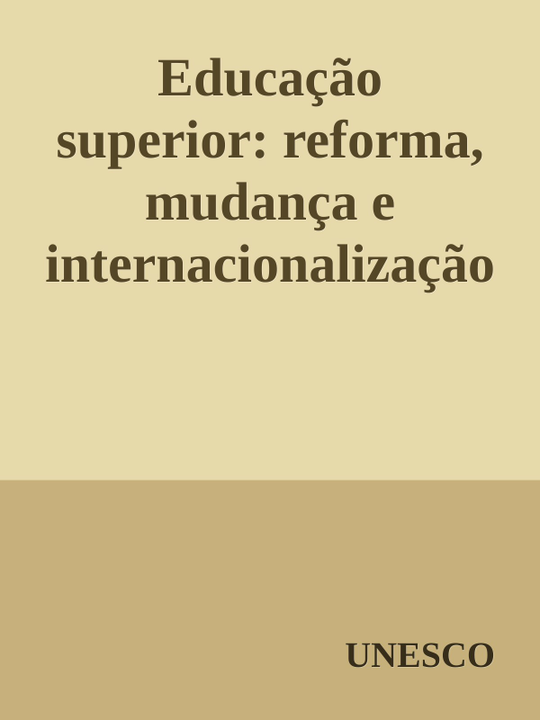 Educação
superior: reforma,
mudança e
internacionalização
UNESCO